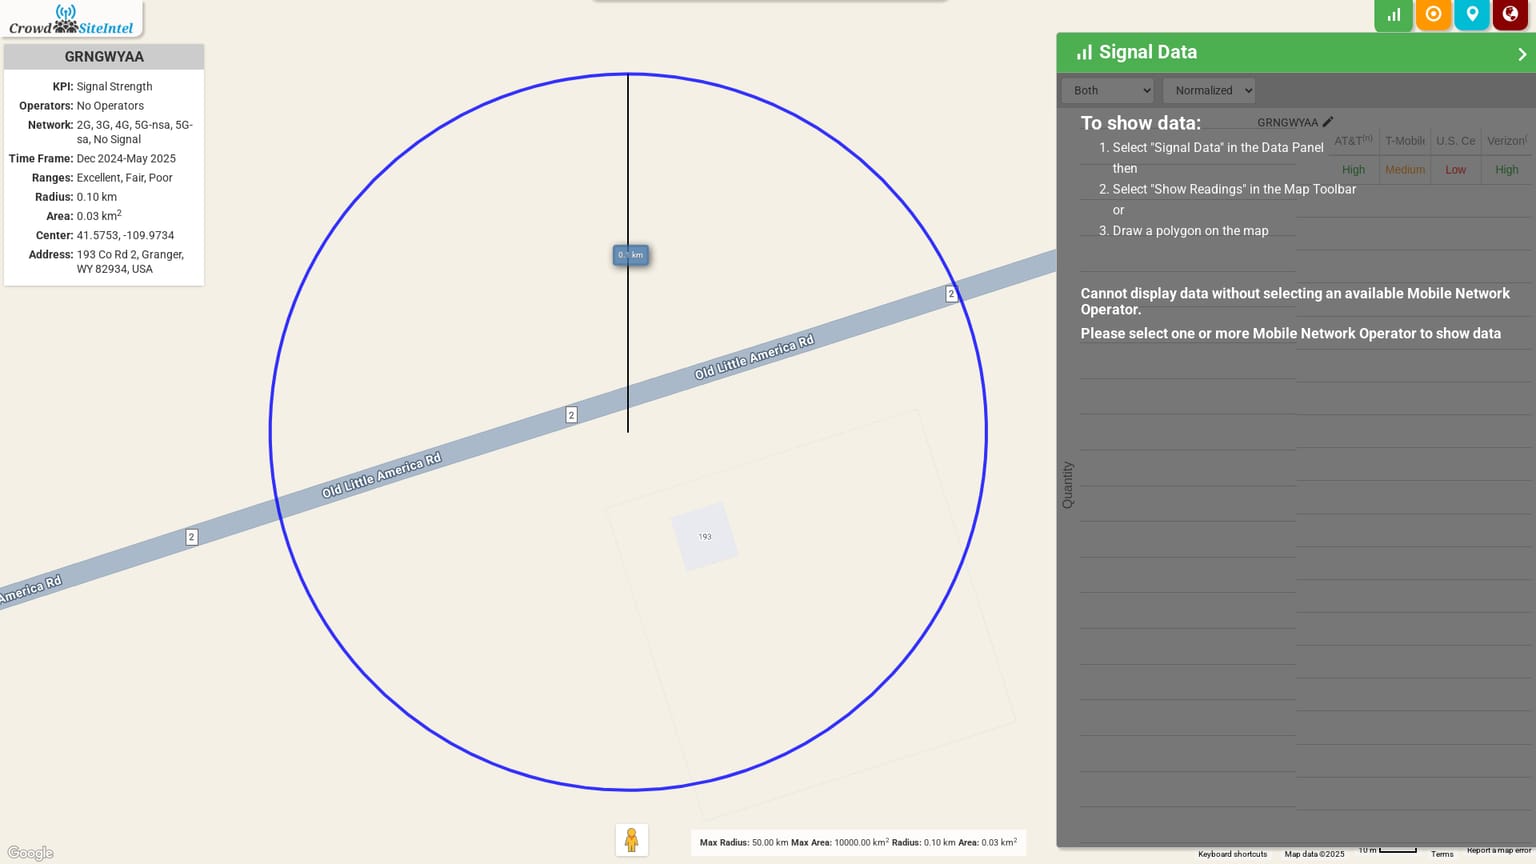 Crowd SiteIntel
GRNGWYAA
KPI: Signal Strength
Operators: No Operators
Network: 2G, 3G, 4G, 5G-nsa, 5G-
sa, No Signal
Time Frame: Dec 2024-May 2025
Ranges: Excellent, Fair, Poor
Radius: 0.10 km
Area: 0.03 km2
Center: 41.5753, -109.9734
Address: 193 Co Rd 2, Granger,
WY 82934, USA
0.1 km
2
Old Little America Rd
2
Old Little America Rd
2
America Rd
193
Signal Data
Both
Normalized
To show data:
GRNGWYAA
1. Select "Signal Data" in the Data Panel
then
2. Select "Show Readings" in the Map Toolbar
or
3. Draw a polygon on the map
AT&T(n) T-Mobile U.S. Ce Verizon(
High Medium Low High
Cannot display data without selecting an available Mobile Network
Operator.
Please select one or more Mobile Network Operator to show data
Quantity
Max Radius: 50.00 km Max Area: 10000.00 km2 Radius: 0.10 km Area: 0.03 km2
Google
Keyboard shortcuts Map data ©2025 10 m Terms Report a map error